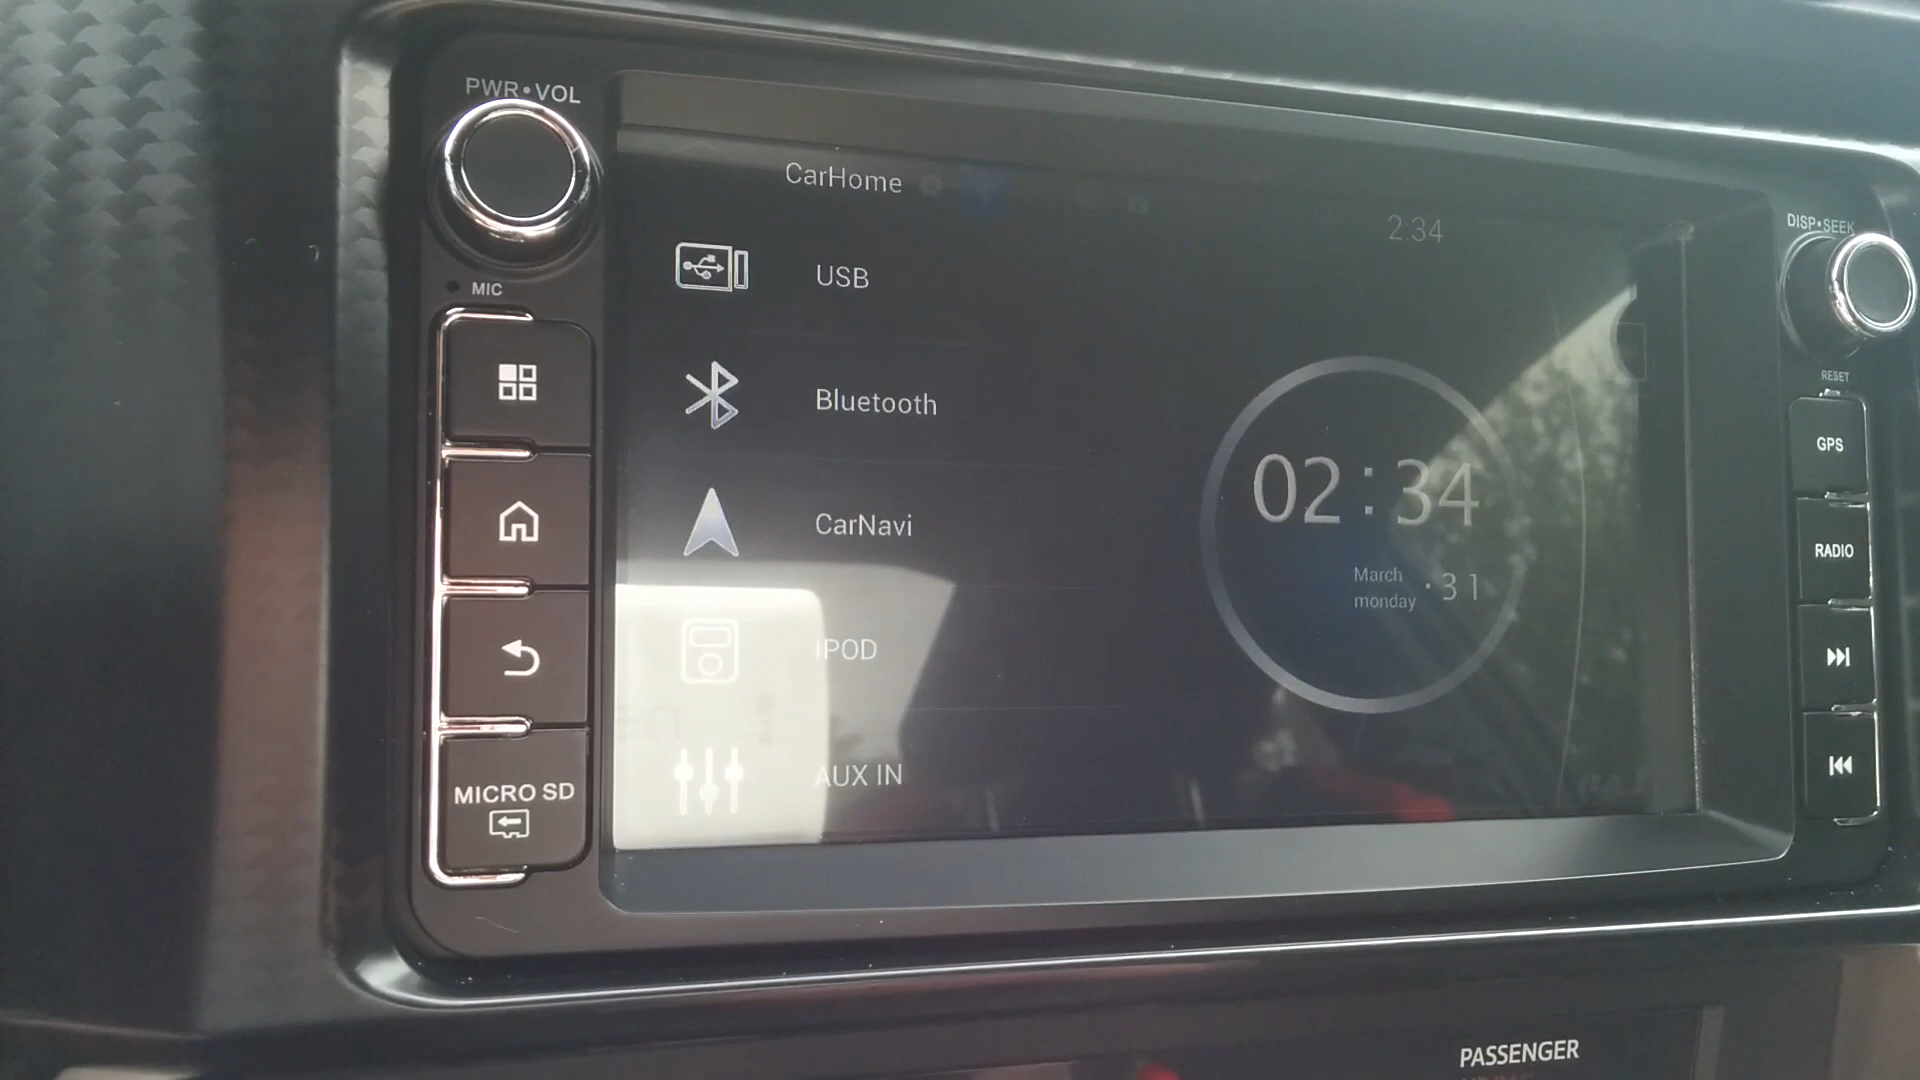 PWR•VOL
MIC
MICRO SD
CarHome
2:34
USB
Bluetooth
CarNavi
IPOD
AUX IN
02:34
March
monday
· 31
DISP•SEEK
RESET
GPS
RADIO
PASSENGER